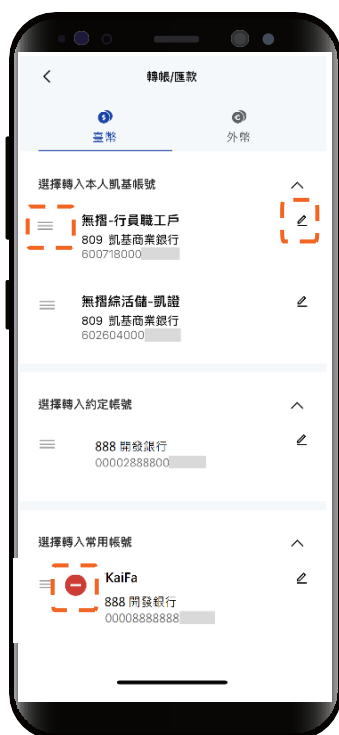 轉帳/匯款
臺幣
外幣
選擇轉入本人凱基帳號
無摺-行員職工戶
809 凱基商業銀行
600718000
無摺綜活儲-凱證
809 凱基商業銀行
602604000
選擇轉入約定帳號
888 開發銀行
00002888800
選擇轉入常用帳號
KaiFa
888 開發銀行
00008888888